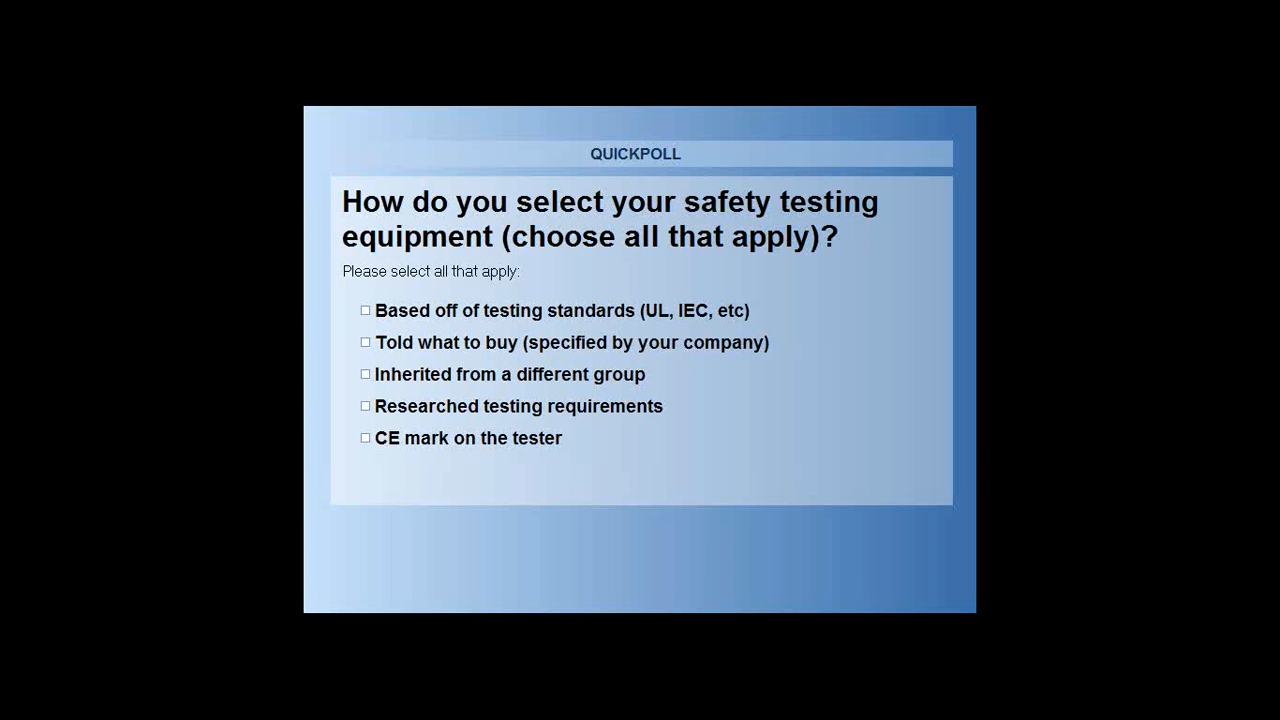 QUICKPOLL
How do you select your safety testing
equipment (choose all that apply)?
Please select all that apply:
Based off of testing standards (UL, IEC, etc)
Told what to buy (specified by your company)
Inherited from a different group
Researched testing requirements
CE mark on the tester